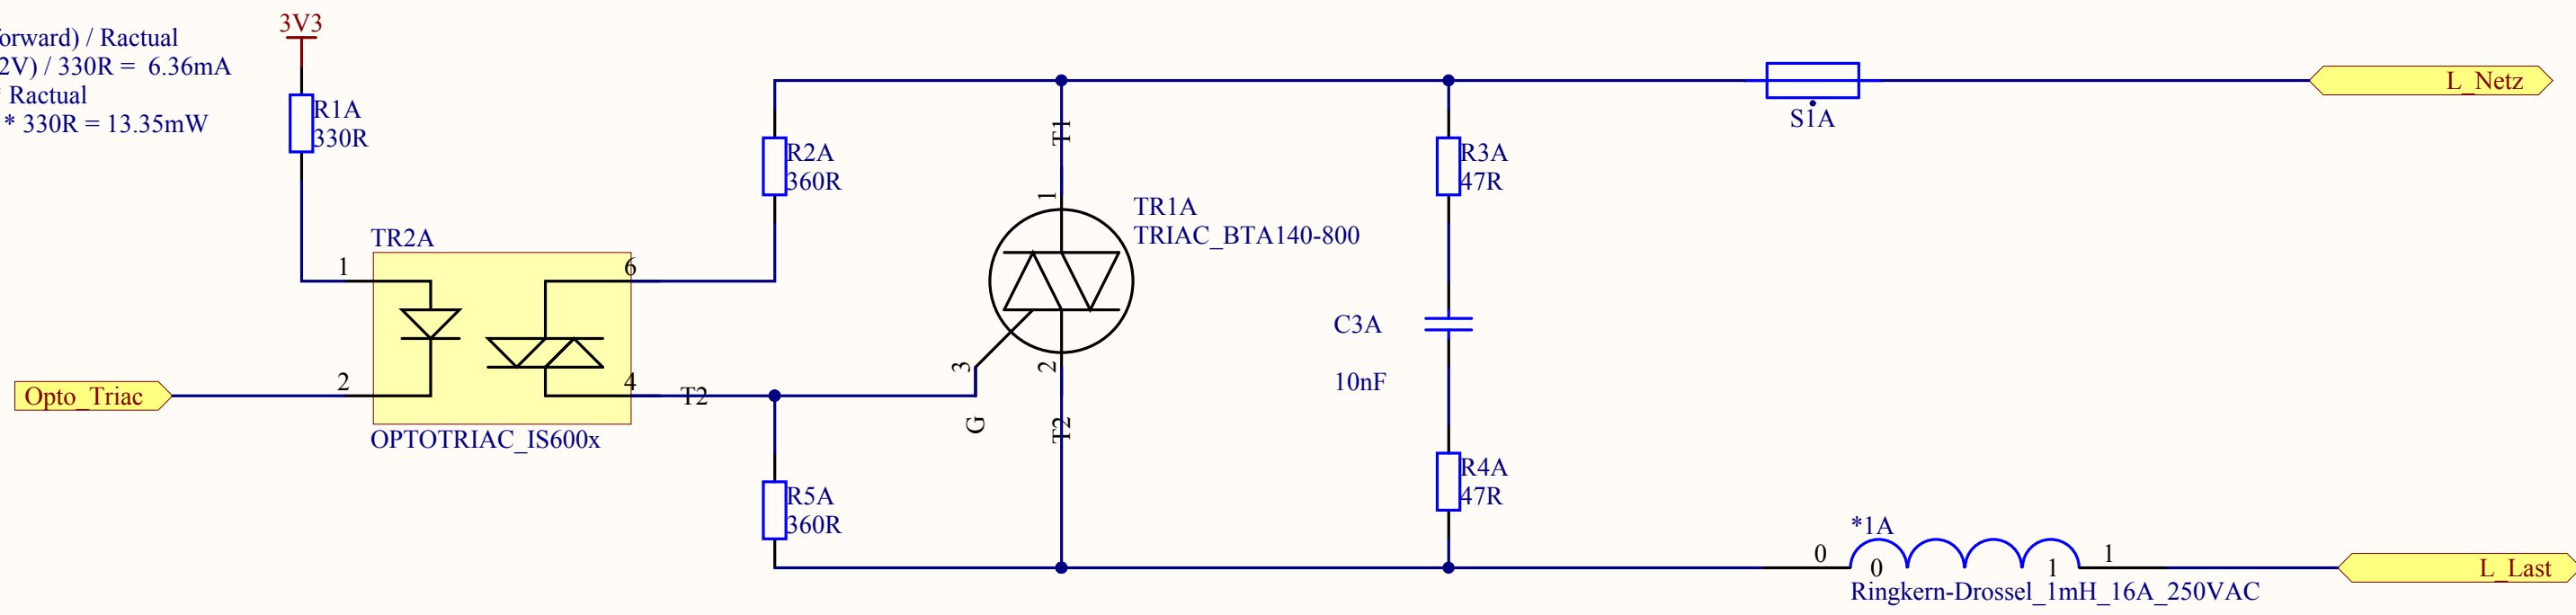 3V3
orward) / Ractual
2V) / 330R =  6.36mA
* Ractual
* 330R = 13.35mW
R1A
330R
R2A
360R
T1
1
TR1A
TRIAC_BTA140-800
R3A
47R
S1A
L_Netz
TR2A
1
6
2
4
T2
3
2
G
T2
Opto_Triac
OPTOTRIAC_IS600x
C3A
10nF
R5A
360R
R4A
47R
*1A
0
0
1
1
Ringkern-Drossel_1mH_16A_250VAC
L_Last